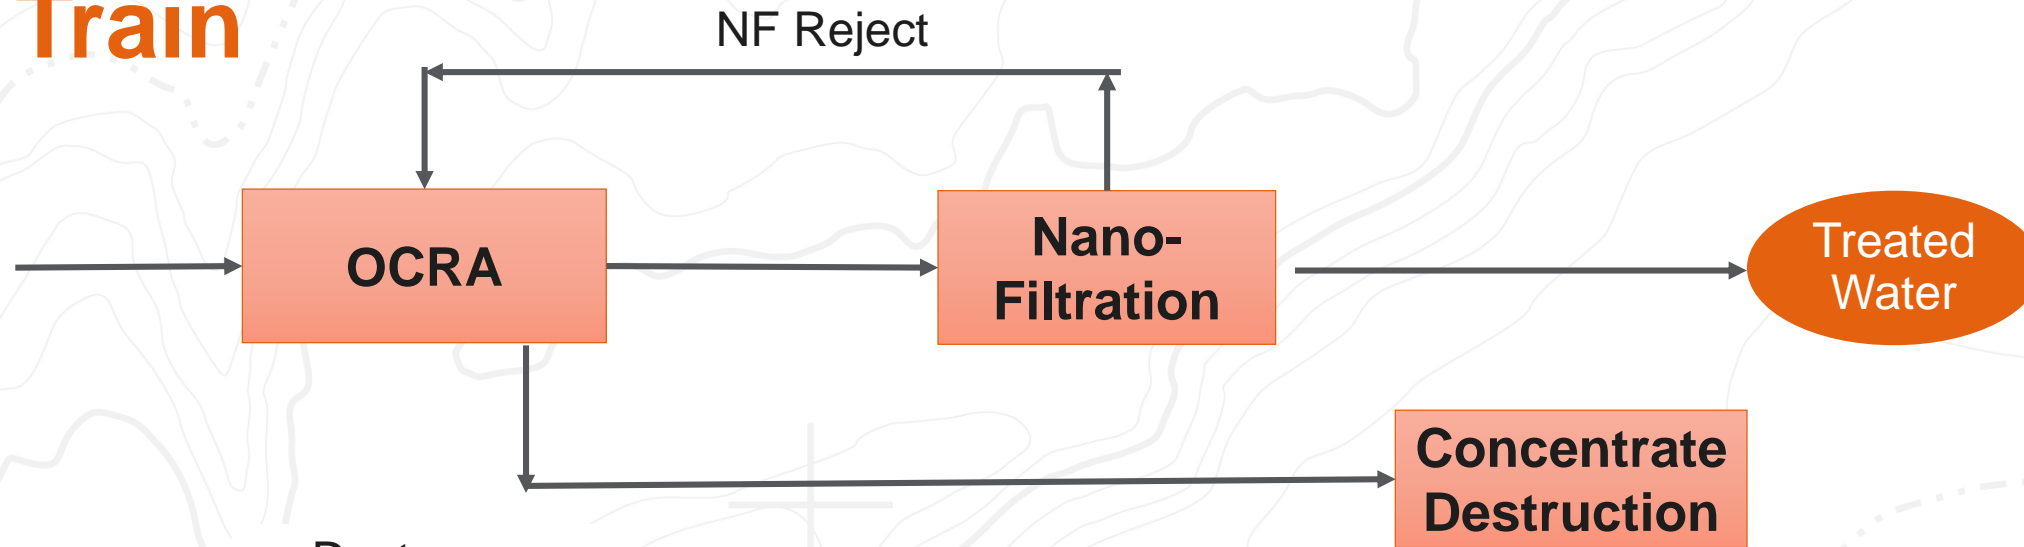 Train
NF Reject
OCRA
Nano-
Filtration
Treated
Water
Concentrate
Destruction